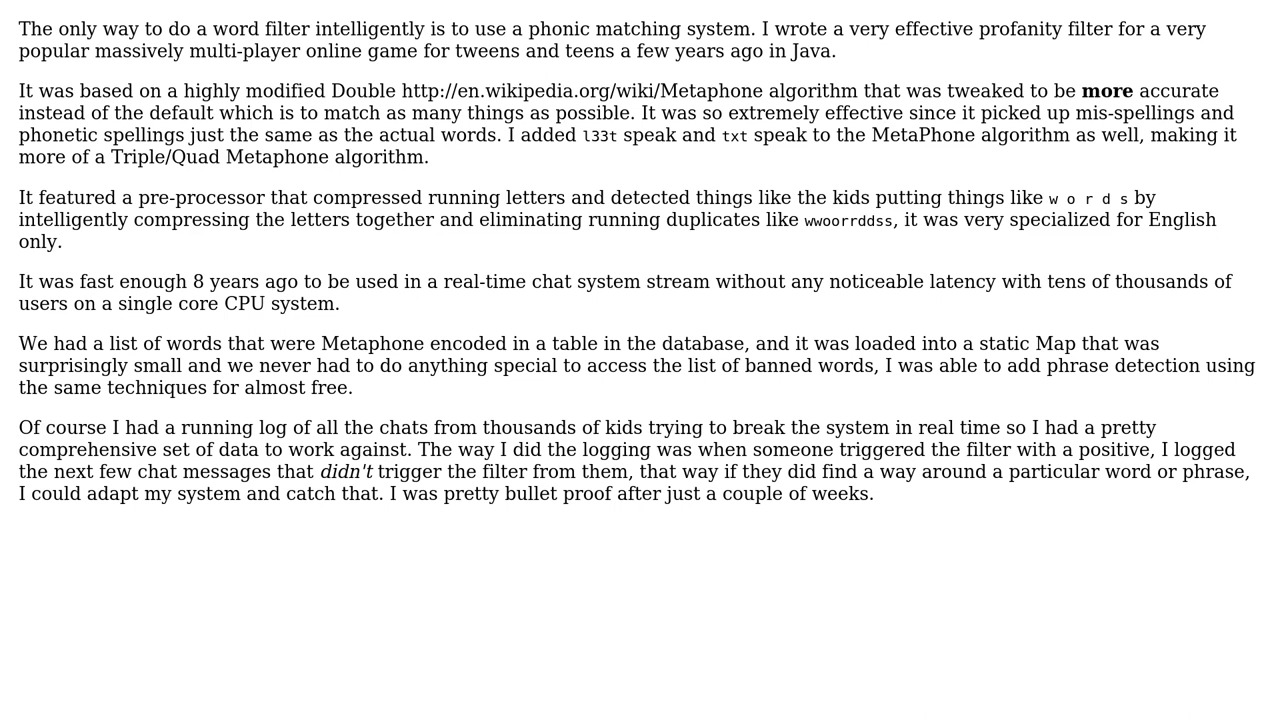 The only way to do a word filter intelligently is to use a phonic matching system. I wrote a very effective profanity filter for a very
popular massively multi-player online game for tweens and teens a few years ago in Java.
It was based on a highly modified Double http://en.wikipedia.org/wiki/Metaphone algorithm that was tweaked to be more accurate
instead of the default which is to match as many things as possible. It was so extremely effective since it picked up mis-spellings and
phonetic spellings just the same as the actual words. I added l33t speak and txt speak to the MetaPhone algorithm as well, making it
more of a Triple/Quad Metaphone algorithm.
It featured a pre-processor that compressed running letters and detected things like the kids putting things like w o r d s by
intelligently compressing the letters together and eliminating running duplicates like wwoorrddss, it was very specialized for English
only.
It was fast enough 8 years ago to be used in a real-time chat system stream without any noticeable latency with tens of thousands of
users on a single core CPU system.
We had a list of words that were Metaphone encoded in a table in the database, and it was loaded into a static Map that was
surprisingly small and we never had to do anything special to access the list of banned words, I was able to add phrase detection using
the same techniques for almost free.
Of course I had a running log of all the chats from thousands of kids trying to break the system in real time so I had a pretty
comprehensive set of data to work against. The way I did the logging was when someone triggered the filter with a positive, I logged
the next few chat messages that didn't trigger the filter from them, that way if they did find a way around a particular word or phrase,
I could adapt my system and catch that. I was pretty bullet proof after just a couple of weeks.